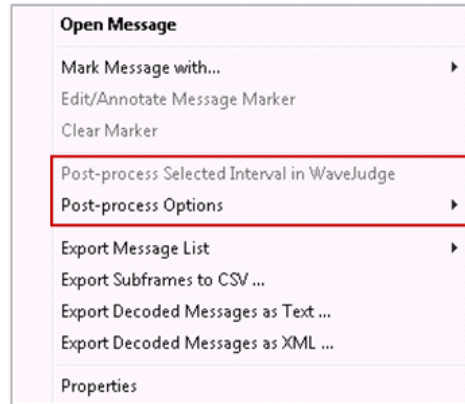 Open Message
Mark Message with...
Edit/Annotate Message Marker
Clear Marker
Post-process Selected Interval in WaveJudge
Post-process Options
Export Message List
Export Subframes to CSV ...
Export Decoded Messages as Text ...
Export Decoded Messages as XML ...
Properties